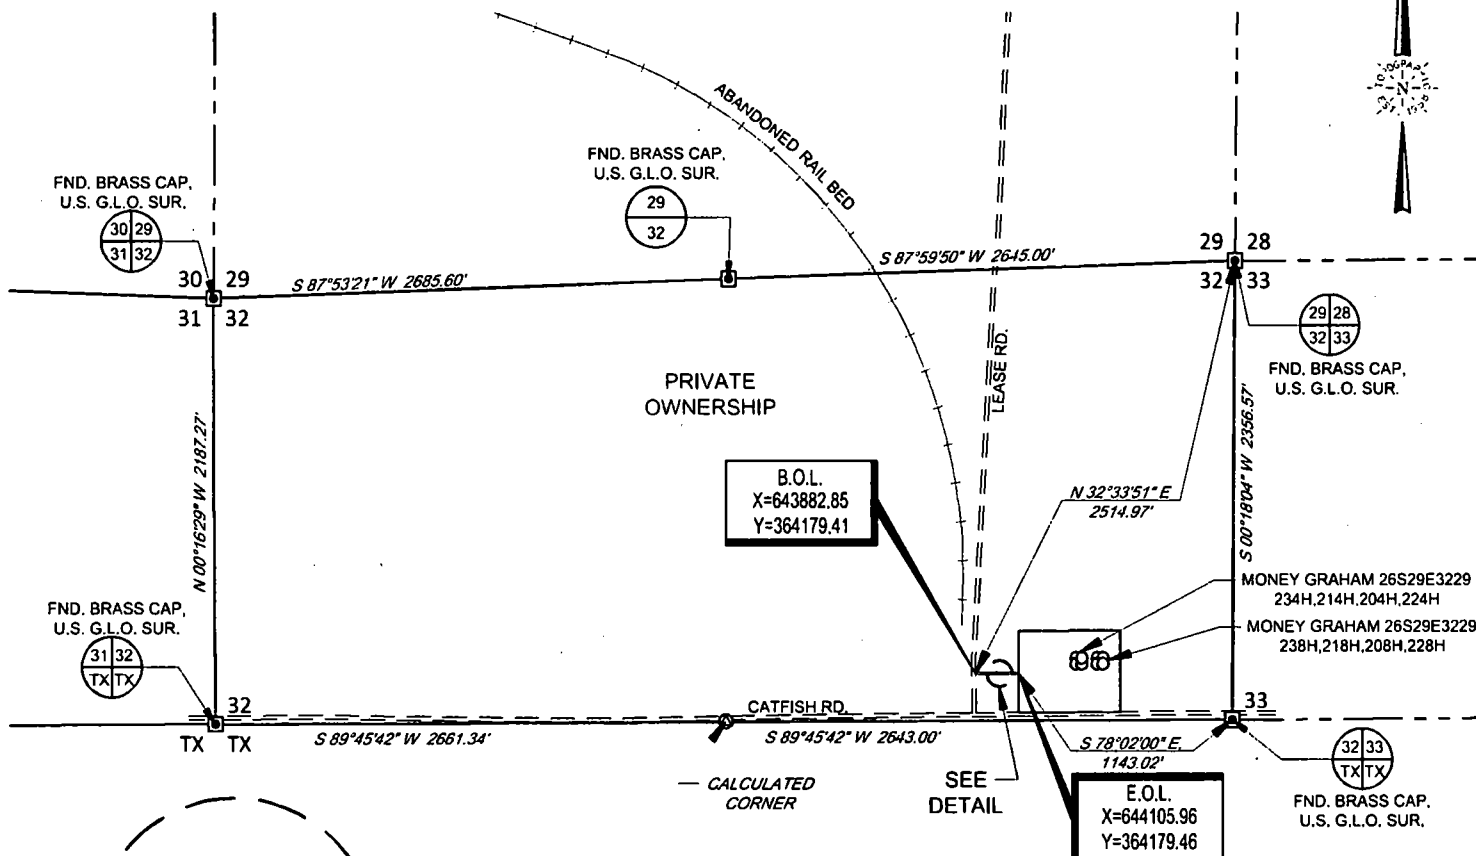 N
ABANDONED RAIL BED
FND. BRASS CAP,
U.S. G.L.O. SUR.
29
32
FND. BRASS CAP,
U.S. G.L.O. SUR.
30 29
31 32
30 29
31 32
S 87°53'21" W 2685.60'
S 87°59'50" W 2645.00'
29 28
32 33
29 28
32 33
FND. BRASS CAP,
U.S. G.L.O. SUR.
LEASE RD.
PRIVATE
OWNERSHIP
N 00°16'29" W 2187.27'
S 00°18'04" W 2356.57'
B.O.L.
X=643882.85
Y=364179.41
N 32°33'51" E
2514.97'
MONEY GRAHAM 26S29E3229
234H,214H,204H,224H
MONEY GRAHAM 26S29E3229
238H,218H,208H,228H
FND. BRASS CAP,
U.S. G.L.O. SUR.
31 32
TX TX
32
TX TX
CATFISH RD.
33
S 89°45'42" W 2661.34'
S 89°45'42" W 2643.00'
S 78°02'00" E,
1143.02'
CALCULATED
CORNER
SEE
DETAIL
32 33
TX TX
FND. BRASS CAP,
U.S. G.L.O. SUR.
E.O.L.
X=644105.96
Y=364179.46